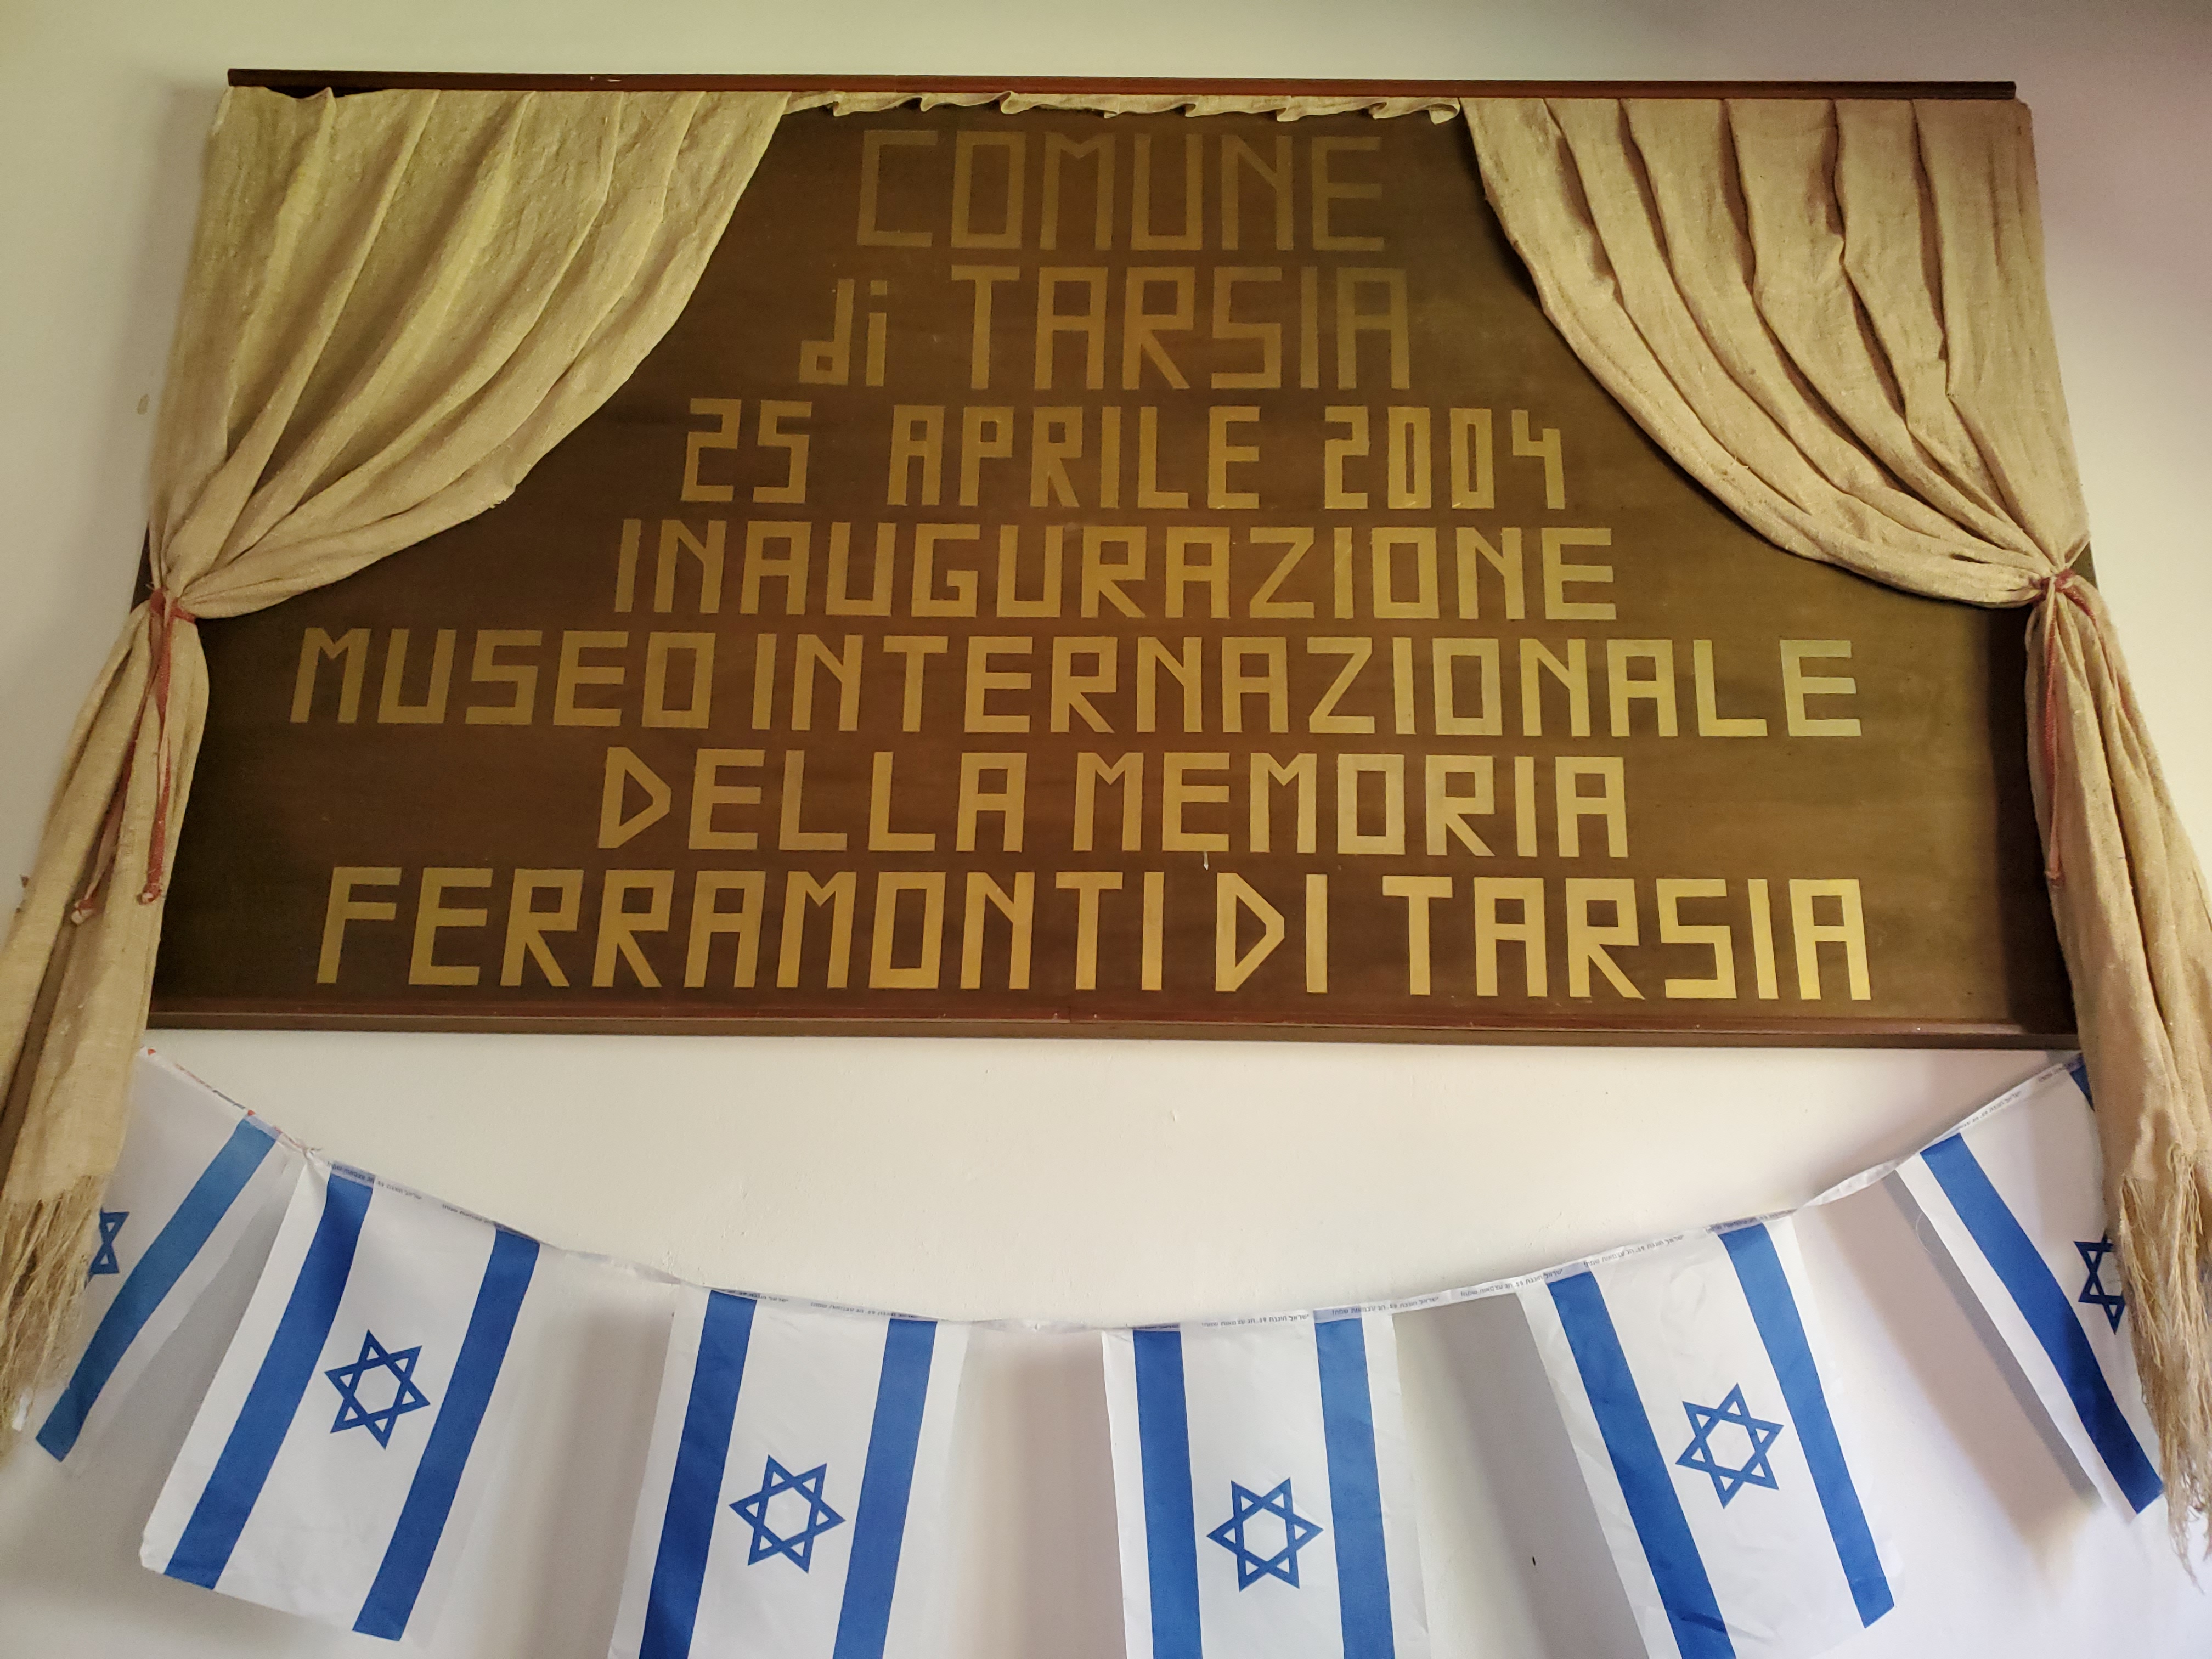 COMUNE
di TARSIA
25 APRILE 2004
INAUGURAZIONE
MUSEO INTERNAZIONALE
DELLA MEMORIA
FERRAMONTI DI TARSIA